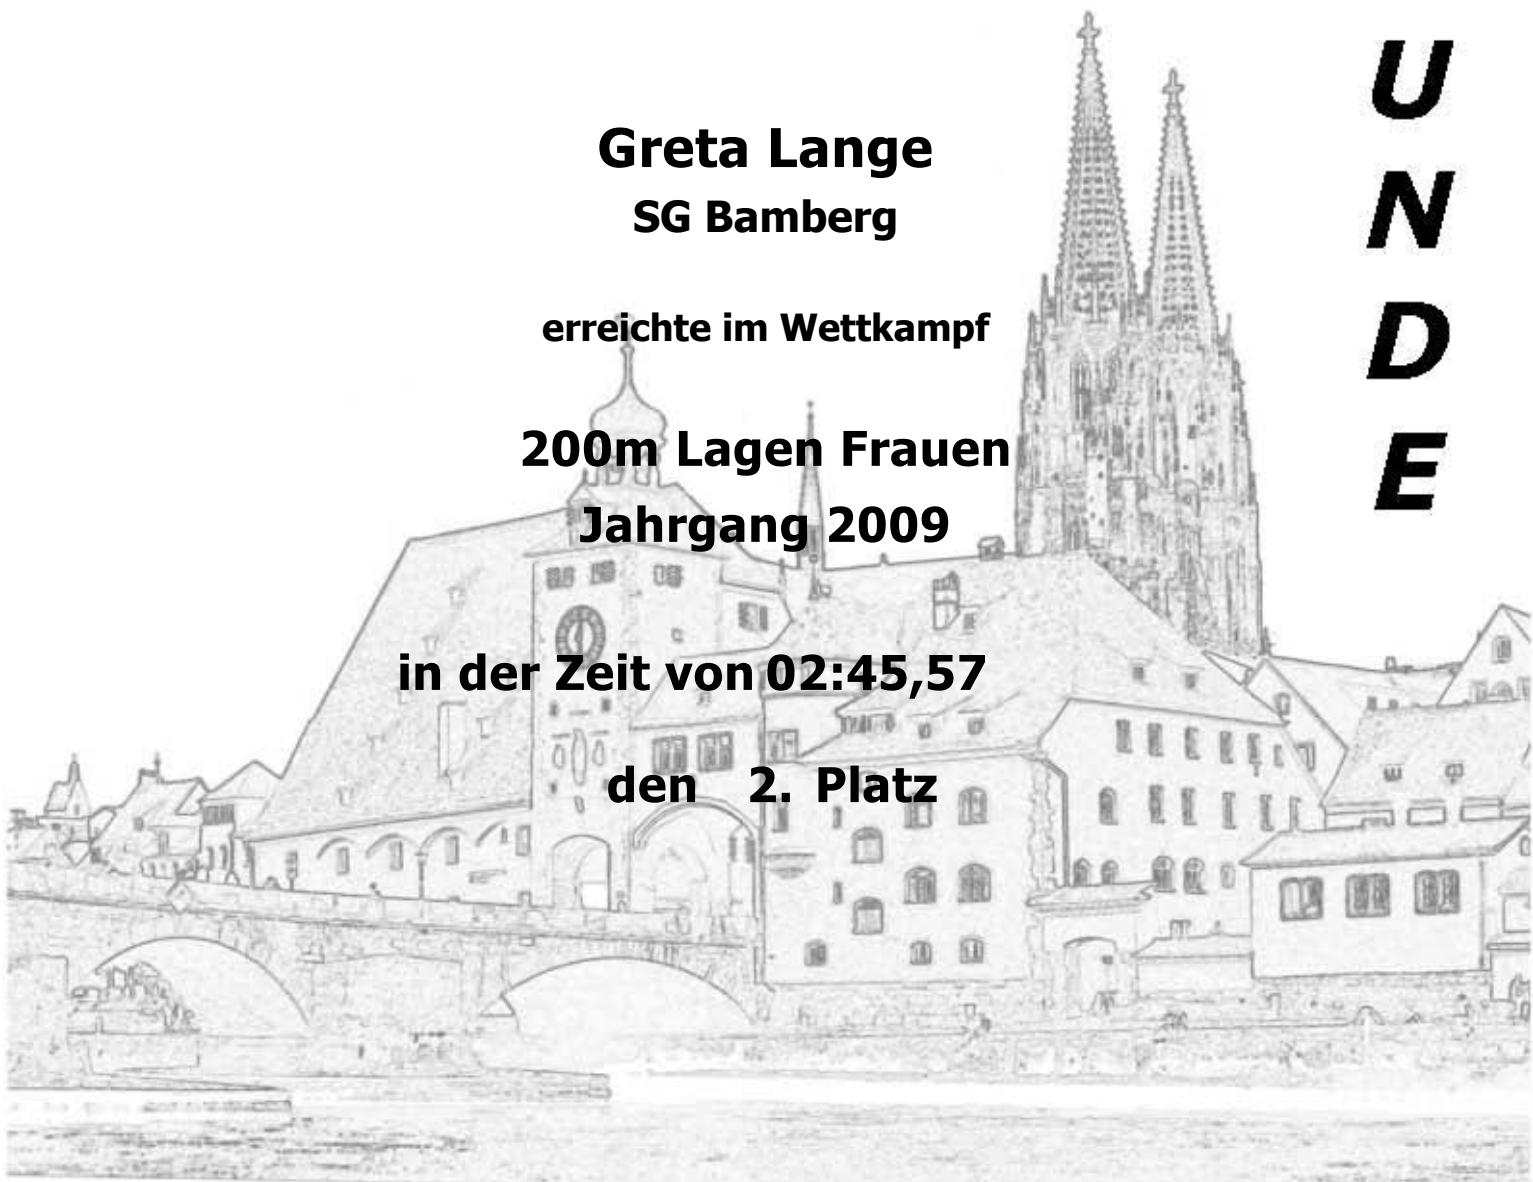 Greta Lange
SG Bamberg
erreichte im Wettkampf
200m Lagen Frauen
Jahrgang 2009
in der Zeit von 02:45,57
den 2. Platz
U
N
D
E